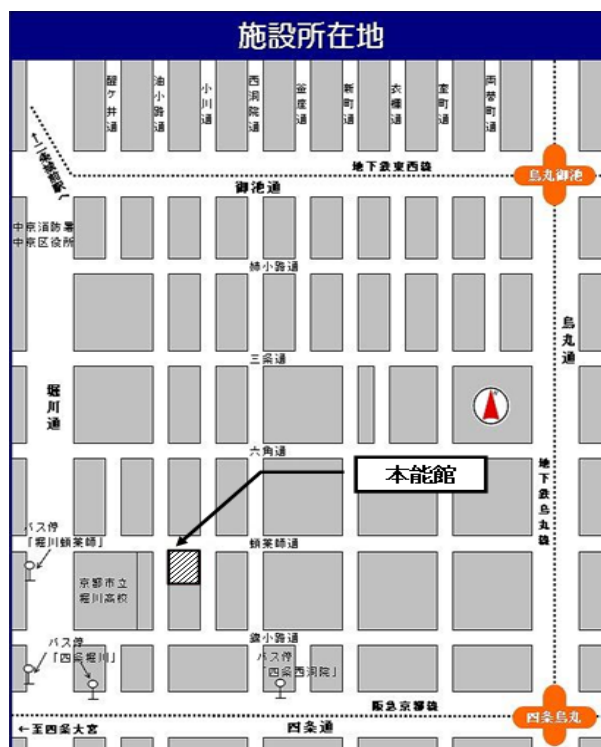 施設所在地
醒ケ井通
油小路通
小川通
西洞院通
釜座通
新町通
衣棚通
室町通
両替町通
地下鉄東西線
烏丸御池
御池通
中京消防署
中京区役所
姉小路通
烏丸通
三条通
堀川通
六角通
本能館
地下鉄烏丸線
バス停
「堀川蛸薬師」
蛸薬師通
京都市立
堀川高校
錦小路通
バス停
「四条堀川」
バス停
「四条西洞院」
阪急京都線
四条烏丸
←至四条大宮
四条通